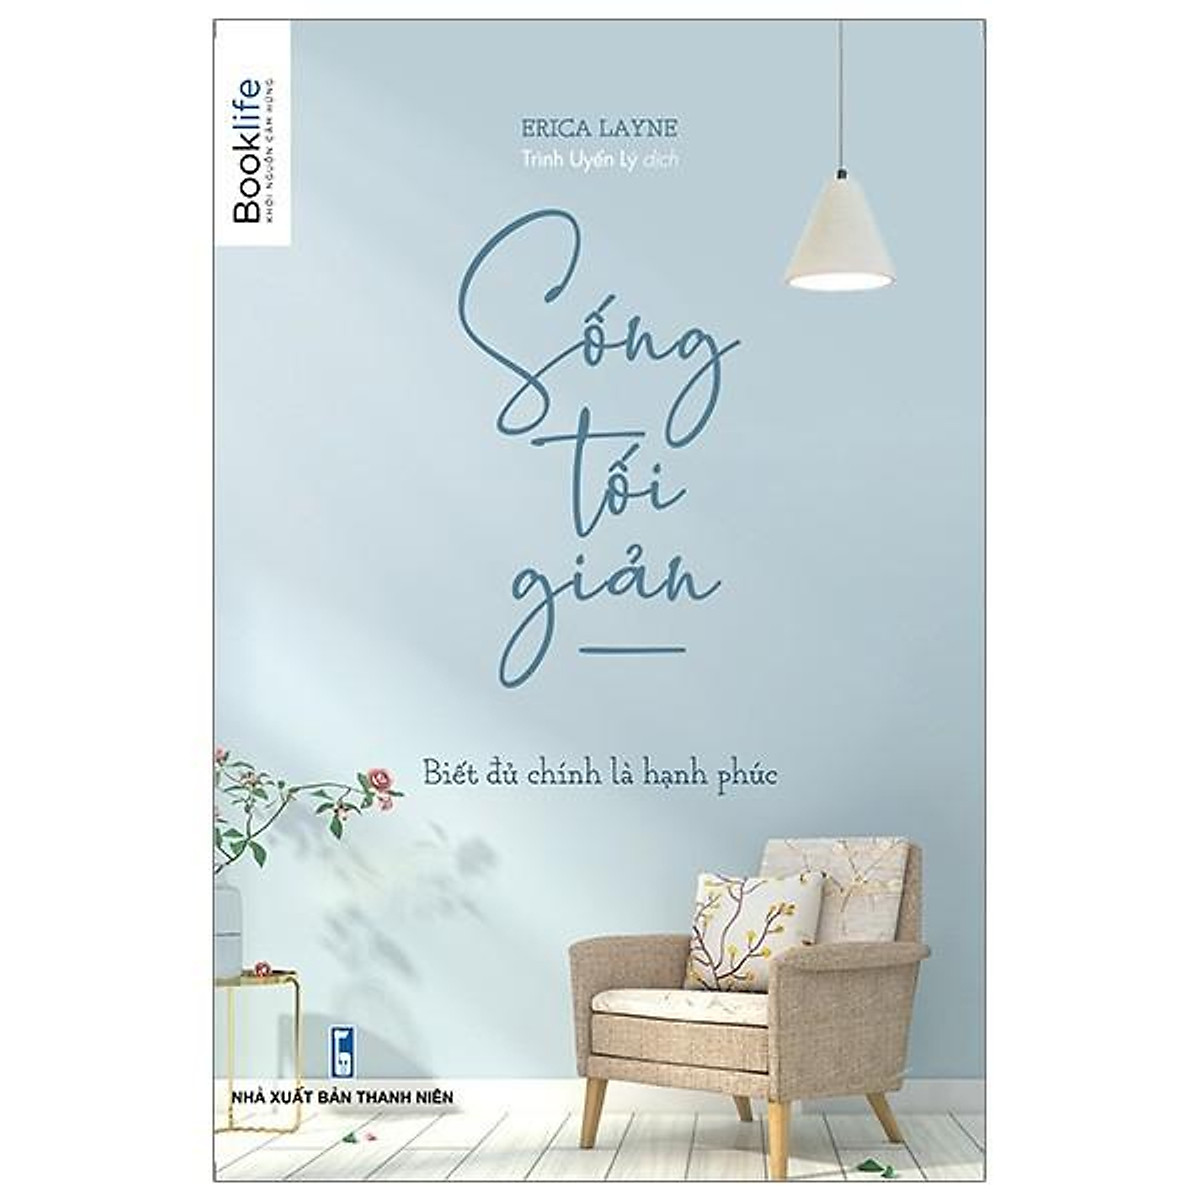 Booklife
KHƠI NGUỒN CẢM HỨNG
ERICA LAYNE
Trịnh Uyển Ly dịch
Sống
tối
giản
Biết đủ chính là hạnh phúc
NHÀ XUẤT BẢN THANH NIÊN